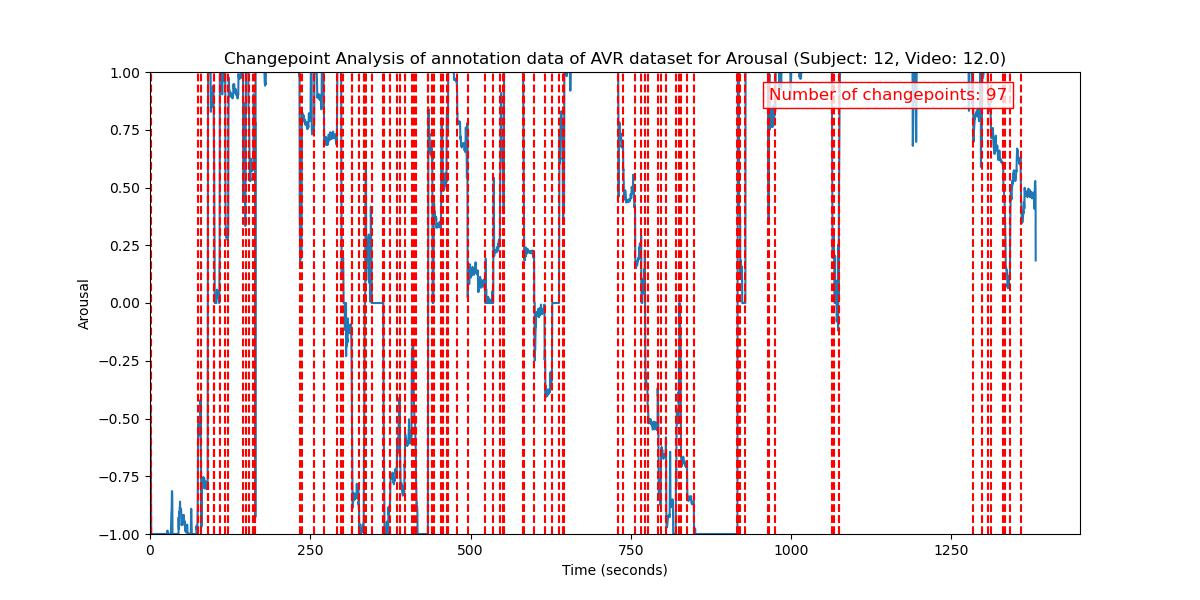 Changepoint Analysis of annotation data of AVR dataset for Arousal (Subject: 12, Video: 12.0)
Number of changepoints: 97
Arousal
1.00
0.75
0.50
0.25
0.00
−0.25
−0.50
−0.75
−1.00
0 250 500 750 1000 1250
Time (seconds)